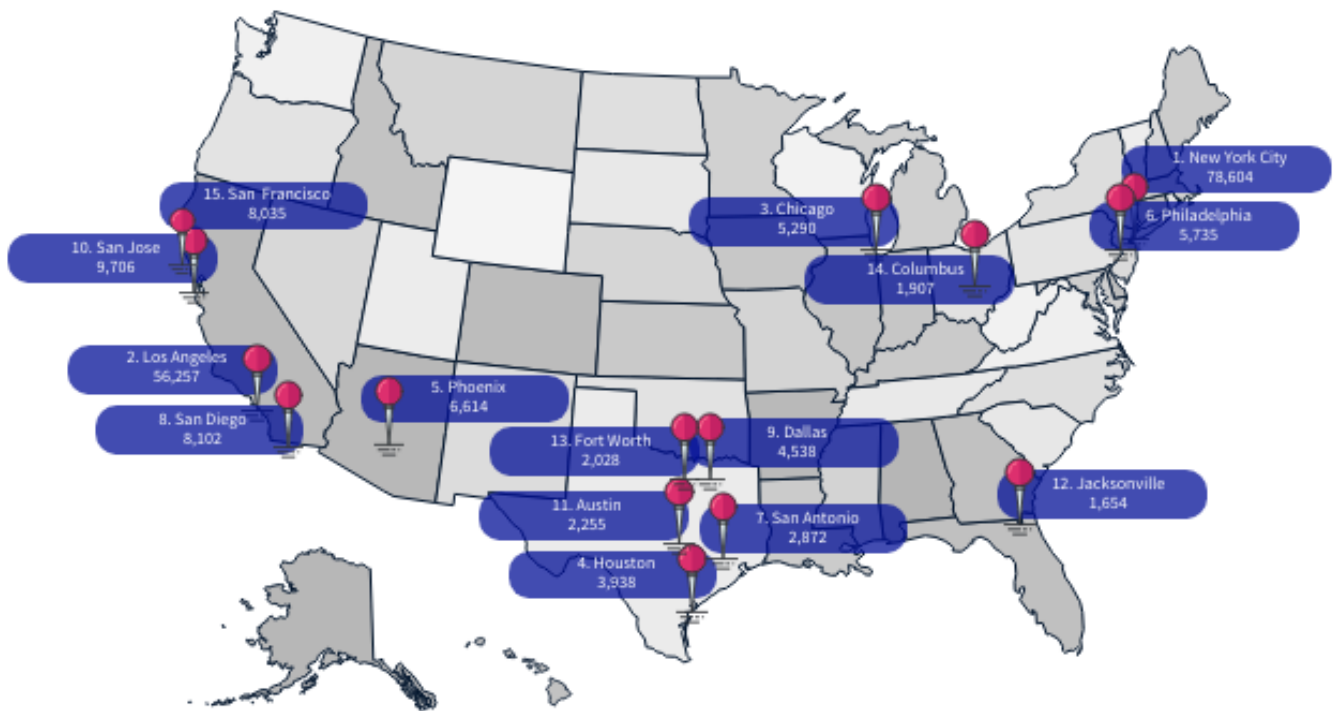 1. New York City
78,604
15. San Francisco
8,035
3. Chicago
5,290
6. Philadelphia
5,735
10. San Jose
9,706
14. Columbus
1,907
2. Los Angeles
56,257
5. Phoenix
6,614
8. San Diego
8,102
13. Fort Worth
2,028
9. Dallas
4,538
12. Jacksonville
1,654
11. Austin
2,255
7. San Antonio
2,872
4. Houston
3,938